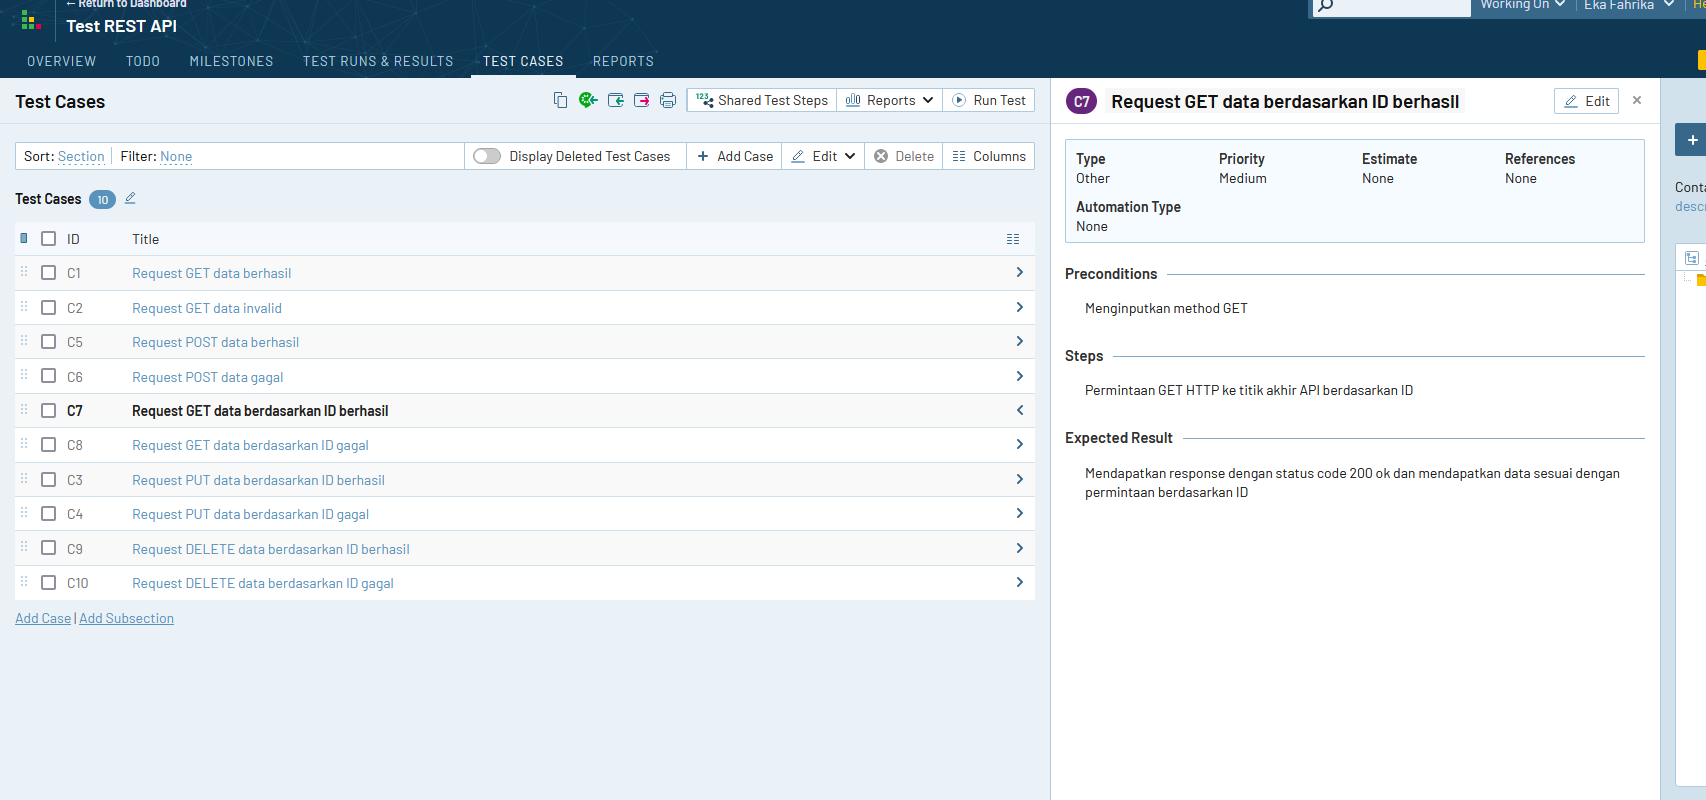 ← Return to Dashboard
Test REST API
Working On
Eka Fahrika
OVERVIEW TODO MILESTONES TEST RUNS & RESULTS TEST CASES REPORTS
Test Cases
123 Shared Test Steps
Reports
Run Test
Sort: Section Filter: None
Display Deleted Test Cases
Add Case
Edit
Delete
Columns
Test Cases 10
ID Title
C1 Request GET data berhasil
C2 Request GET data invalid
C5 Request POST data berhasil
C6 Request POST data gagal
C7 Request GET data berdasarkan ID berhasil
C8 Request GET data berdasarkan ID gagal
C3 Request PUT data berdasarkan ID berhasil
C4 Request PUT data berdasarkan ID gagal
C9 Request DELETE data berdasarkan ID berhasil
C10 Request DELETE data berdasarkan ID gagal
Add Case | Add Subsection
C7 Request GET data berdasarkan ID berhasil
Edit
Type Priority Estimate References
Other Medium None None
Automation Type
None
Preconditions
Menginputkan method GET
Steps
Permintaan GET HTTP ke titik akhir API berdasarkan ID
Expected Result
Mendapatkan response dengan status code 200 ok dan mendapatkan data sesuai dengan
permintaan berdasarkan ID